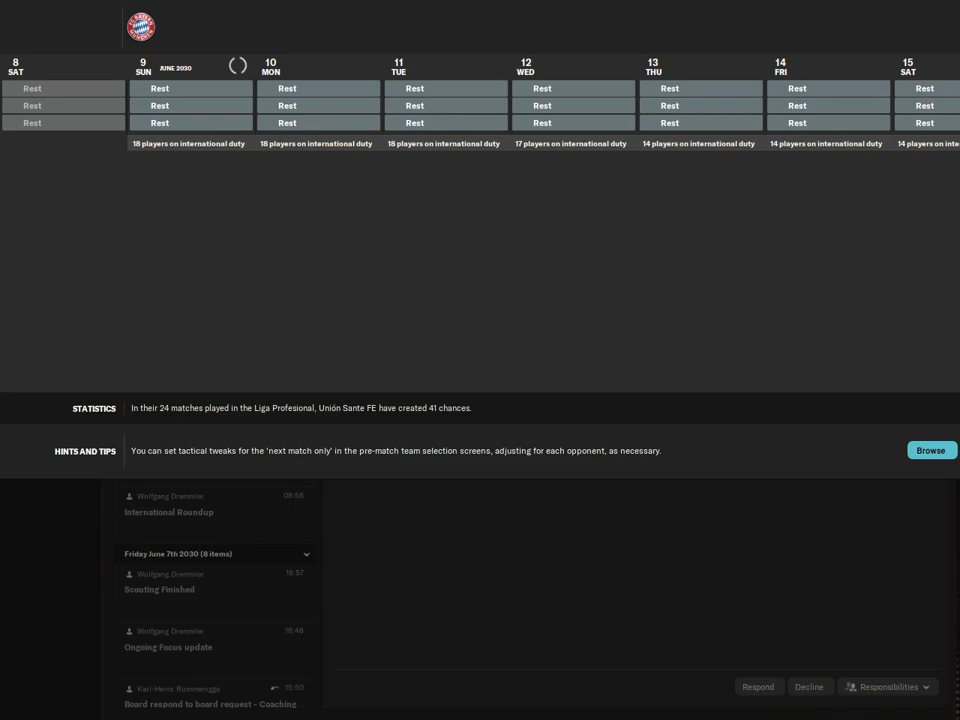 8
SAT
9
SUN JUNE 2030
10
MON
11
TUE
12
WED
13
THU
14
FRI
15
SAT
Rest Rest Rest Rest Rest Rest Rest Rest
Rest Rest Rest Rest Rest Rest Rest Rest
Rest Rest Rest Rest Rest Rest Rest Rest
18 players on international duty 18 players on international duty 18 players on international duty 17 players on international duty 14 players on international duty 14 players on international duty 14 players on inte
STATISTICS In their 24 matches played in the Liga Profesional, Unión Sante FE have created 41 chances.
HINTS AND TIPS You can set tactical tweaks for the 'next match only' in the pre-match team selection screens, adjusting for each opponent, as necessary. Browse
Wolfgang Dremmler 08:56
International Roundup
Friday June 7th 2030 (8 items)
Wolfgang Dremmler 16:57
Scouting Finished
Wolfgang Dremmler 16:48
Ongoing Focus update
Karl-Heinz Rummenigge 15:50
Board respond to board request - Coaching
Respond Decline Responsibilities